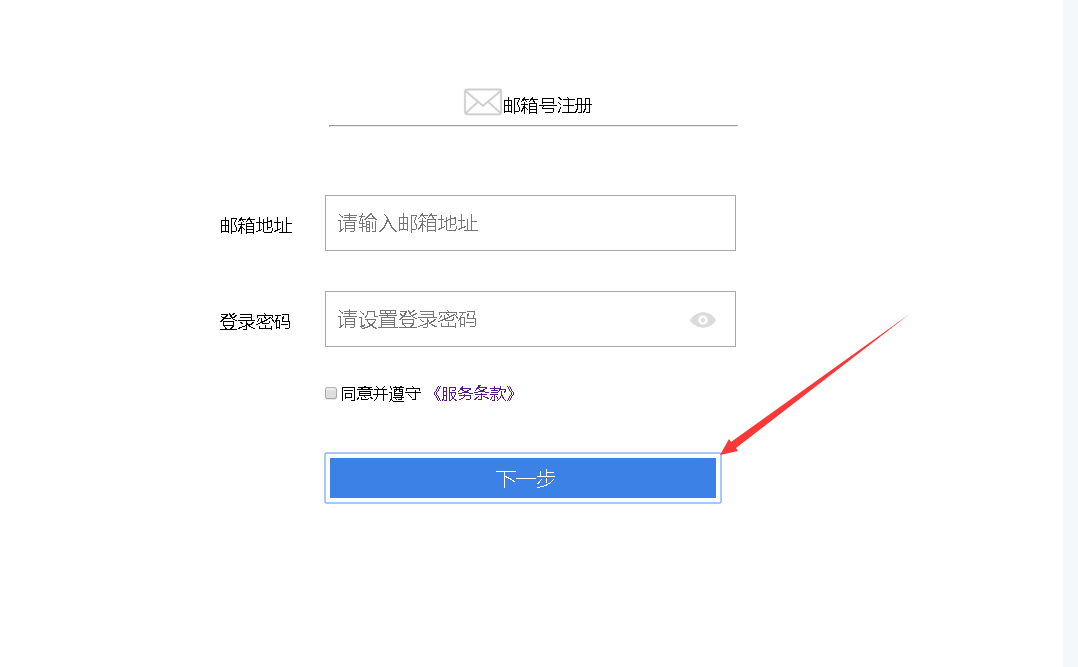 邮箱号注册
邮箱地址 请输入邮箱地址
登录密码 请设置登录密码
同意并遵守 《服务条款》
下一步